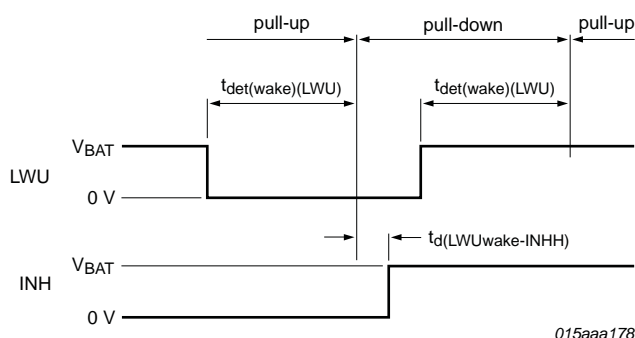 pull-up pull-down pull-up
tdet(wake)(LWU) tdet(wake)(LWU)
VBAT
LWU
0 V
td(LWUwake-INHH)
VBAT
INH
0 V
015aaa178